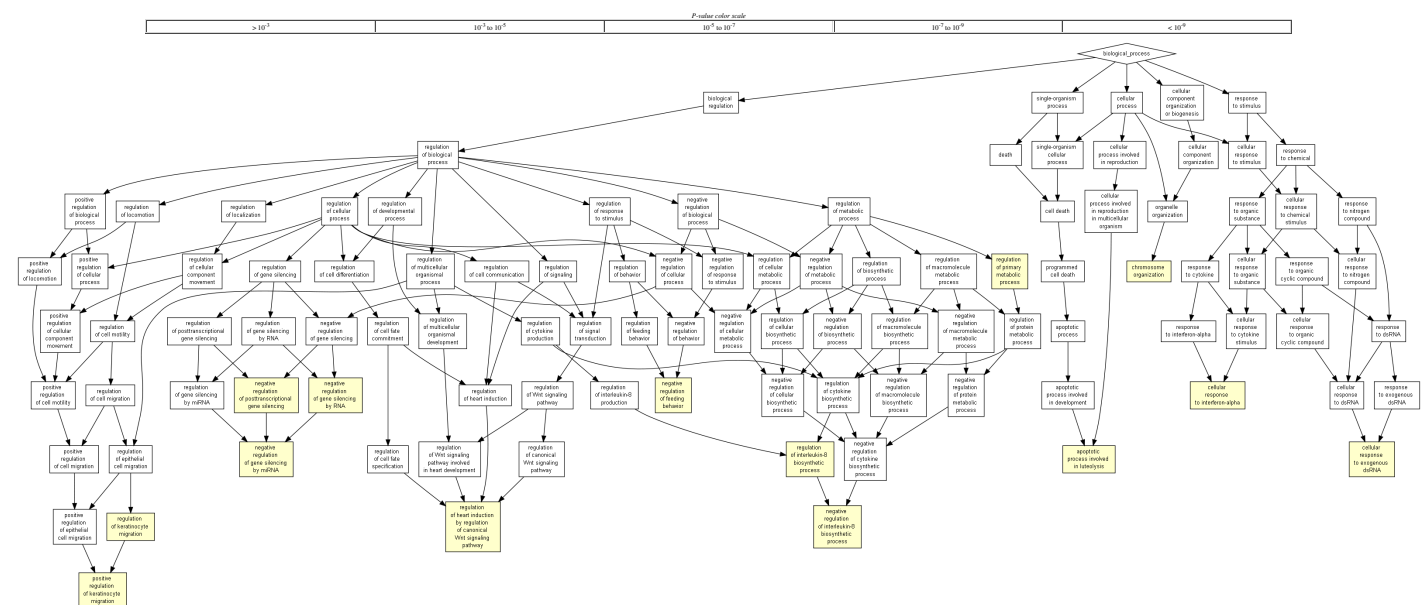 P-value color scale
> 10-3
10-3 to 10-5
10-5 to 10-7
10-7 to 10-9
< 10-9
biological_process
biological
regulation
single-organism
process
cellular
process
cellular
component
organization
or biogenesis
response
to stimulus
regulation
of biological
process
death
single-organism
cellular
process
cellular
process involved
in reproduction
cellular
component
organization
cellular
response
to stimulus
response
to chemical
positive
regulation
of biological
process
regulation
of locomotion
regulation
of localization
regulation
of cellular
process
regulation
of developmental
process
regulation
of response
to stimulus
negative
regulation
of biological
process
regulation
of metabolic
process
cell death
cellular
process involved
in reproduction
in multicellular
organism
organelle
organization
response
to organic
substance
cellular
response
to chemical
stimulus
response
to nitrogen
compound
positive
regulation
of locomotion
positive
regulation
of cellular
process
regulation
of cellular
component
movement
regulation
of gene silencing
regulation
of cell differentiation
regulation
of multicellular
organismal
process
regulation
of cell communication
regulation
of signaling
regulation
of behavior
negative
regulation
of cellular
process
negative
regulation
of response
to stimulus
regulation
of cellular
metabolic
process
negative
regulation
of metabolic
process
regulation
of biosynthetic
process
regulation
of macromolecule
metabolic
process
regulation
of primary
metabolic
process
programmed
cell death
chromosome
organization
response
to cytokine
cellular
response
to organic
substance
response
to organic
cyclic compound
cellular
response
to nitrogen
compound
positive
regulation
of cellular
component
movement
regulation
of cell motility
regulation
of posttranscriptional
gene silencing
regulation
of gene silencing
by RNA
negative
regulation
of gene silencing
regulation
of cell fate
commitment
regulation
of multicellular
organismal
development
regulation
of cytokine
production
regulation
of signal
transduction
regulation
of feeding
behavior
negative
regulation
of behavior
negative
regulation
of cellular
metabolic
process
regulation
of cellular
biosynthetic
process
negative
regulation
of biosynthetic
process
regulation
of macromolecule
biosynthetic
process
negative
regulation
of macromolecule
metabolic
process
regulation
of protein
metabolic
process
apoptotic
process
response
to interferon-alpha
cellular
response
to cytokine
stimulus
cellular
response
to organic
cyclic compound
response
to dsRNA
positive
regulation
of cell motility
regulation
of cell migration
regulation
of gene silencing
by miRNA
negative
regulation
of posttranscriptional
gene silencing
negative
regulation
of gene silencing
by RNA
regulation
of heart induction
regulation
of Wnt signaling
pathway
regulation
of interleukin-8
production
negative
regulation
of feeding
behavior
negative
regulation
of cellular
biosynthetic
process
regulation
of cytokine
biosynthetic
process
negative
regulation
of macromolecule
biosynthetic
process
negative
regulation
of protein
metabolic
process
apoptotic
process involved
in development
cellular
response
to interferon-alpha
cellular
response
to dsRNA
response
to exogenous
dsRNA
positive
regulation
of cell migration
regulation
of epithelial
cell migration
negative
regulation
of gene silencing
by miRNA
regulation
of cell fate
specification
regulation
of Wnt signaling
pathway involved
in heart development
regulation
of canonical
Wnt signaling
pathway
regulation
of interleukin-8
biosynthetic
process
negative
regulation
of cytokine
biosynthetic
process
apoptotic
process involved
in luteolysis
cellular
response
to exogenous
dsRNA
positive
regulation
of epithelial
cell migration
regulation
of keratinocyte
migration
regulation
of heart induction
by regulation
of canonical
Wnt signaling
pathway
negative
regulation
of interleukin-8
biosynthetic
process
positive
regulation
of keratinocyte
migration